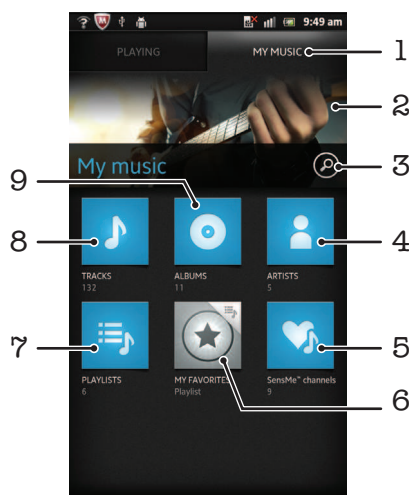 9:49 am
PLAYING
MY MUSIC
1
2
My music
3
9
8
4
TRACKS
132
ALBUMS
11
ARTISTS
5
7
5
PLAYLISTS
6
MY FAVORITES
Playlist
SensMe™ channels
9
6